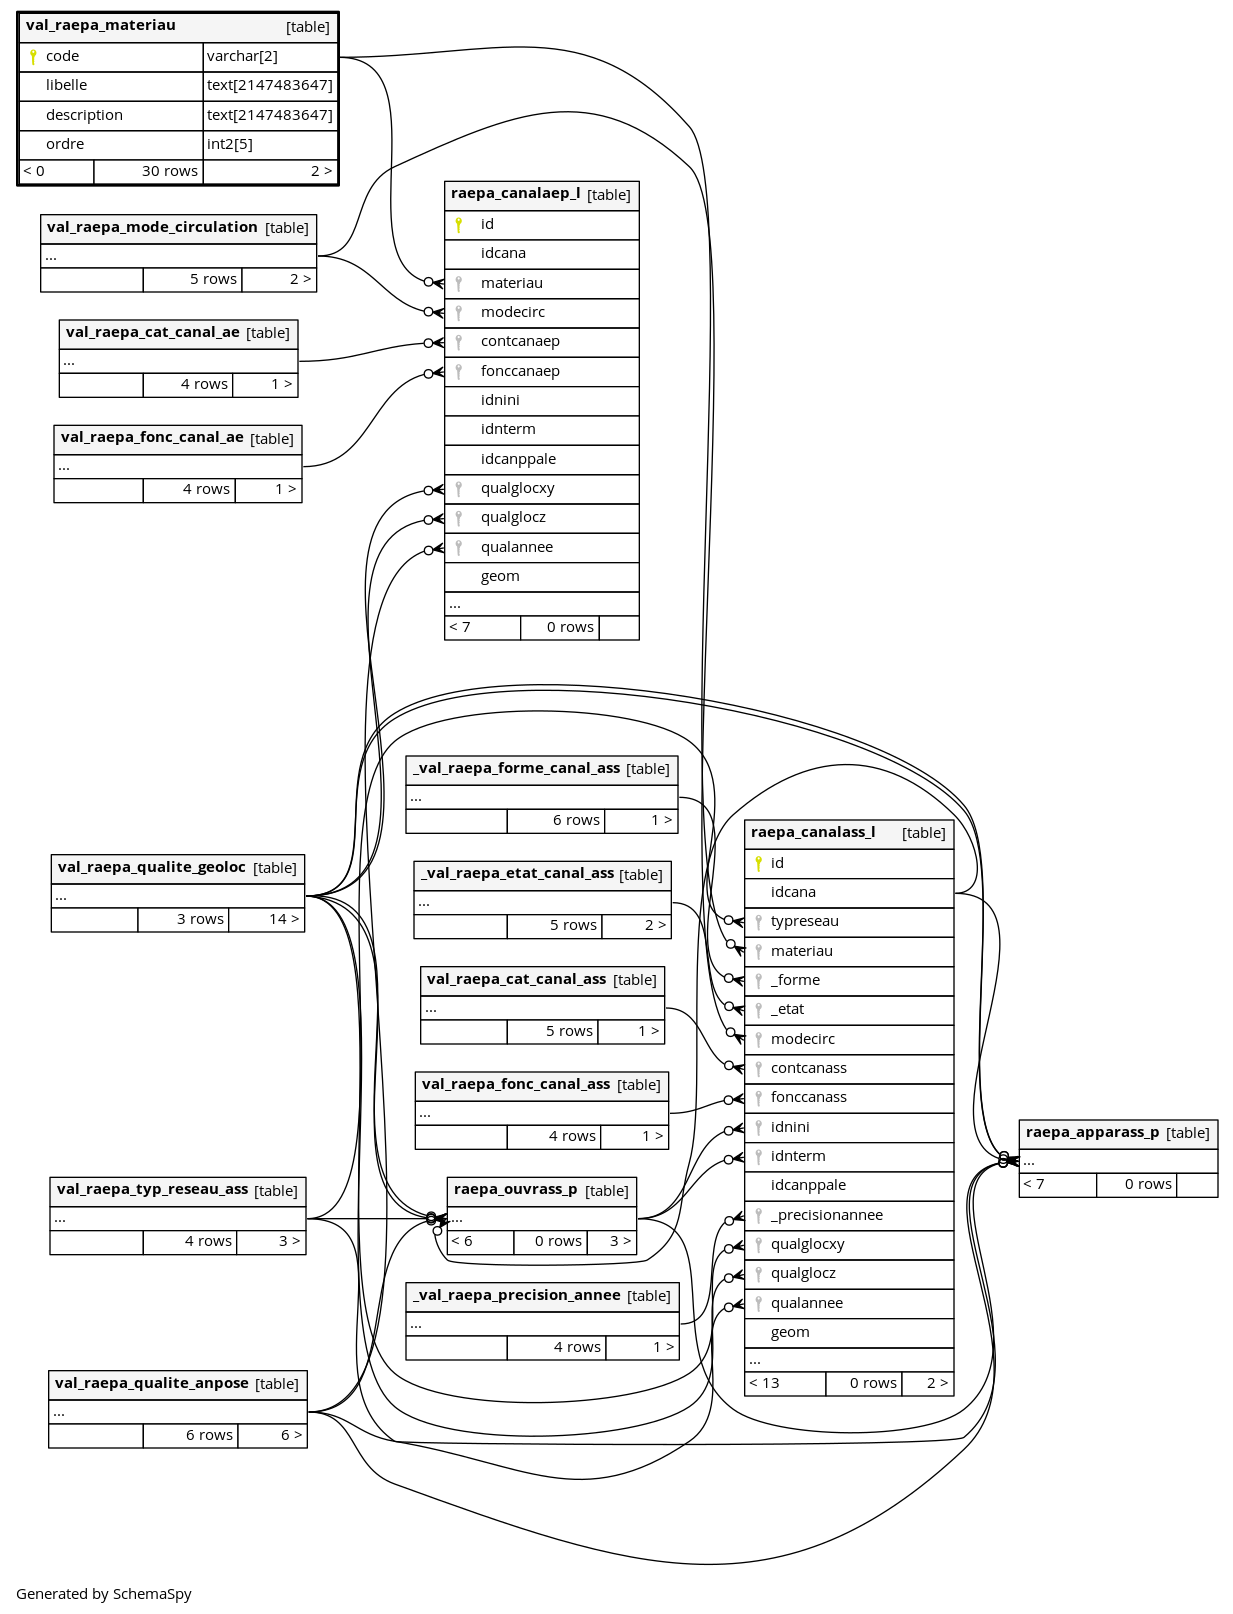 val_raepa_materiau [table]
code varchar[2]
libelle text[2147483647]
description text[2147483647]
ordre int2[5]
< 0 30 rows 2 >
val_raepa_mode_circulation [table]
...
5 rows 2 >
val_raepa_cat_canal_ae [table]
...
4 rows 1 >
val_raepa_fonc_canal_ae [table]
...
4 rows 1 >
raepa_canalaep_l [table]
id
idcana
materiau
modecirc
contcanaep
fonccanaep
idnini
idnterm
idcanppale
qualglocxy
qualglocz
qualannee
geom
...
< 7 0 rows
_val_raepa_forme_canal_ass [table]
...
6 rows 1 >
val_raepa_qualite_geoloc [table]
...
3 rows 14 >
_val_raepa_etat_canal_ass [table]
...
5 rows 2 >
val_raepa_cat_canal_ass [table]
...
5 rows 1 >
val_raepa_fonc_canal_ass [table]
...
4 rows 1 >
val_raepa_typ_reseau_ass [table]
...
4 rows 3 >
raepa_ouvrass_p [table]
...
< 6 0 rows 3 >
_val_raepa_precision_annee [table]
...
4 rows 1 >
val_raepa_qualite_anpose [table]
...
6 rows 6 >
raepa_canalass_l [table]
id
idcana
typreseau
materiau
_forme
_etat
modecirc
contcanass
fonccanass
idnini
idnterm
idcanppale
_precisionannee
qualglocxy
qualglocz
qualannee
geom
...
< 13 0 rows 2 >
raepa_apparass_p [table]
...
< 7 0 rows
Generated by SchemaSpy